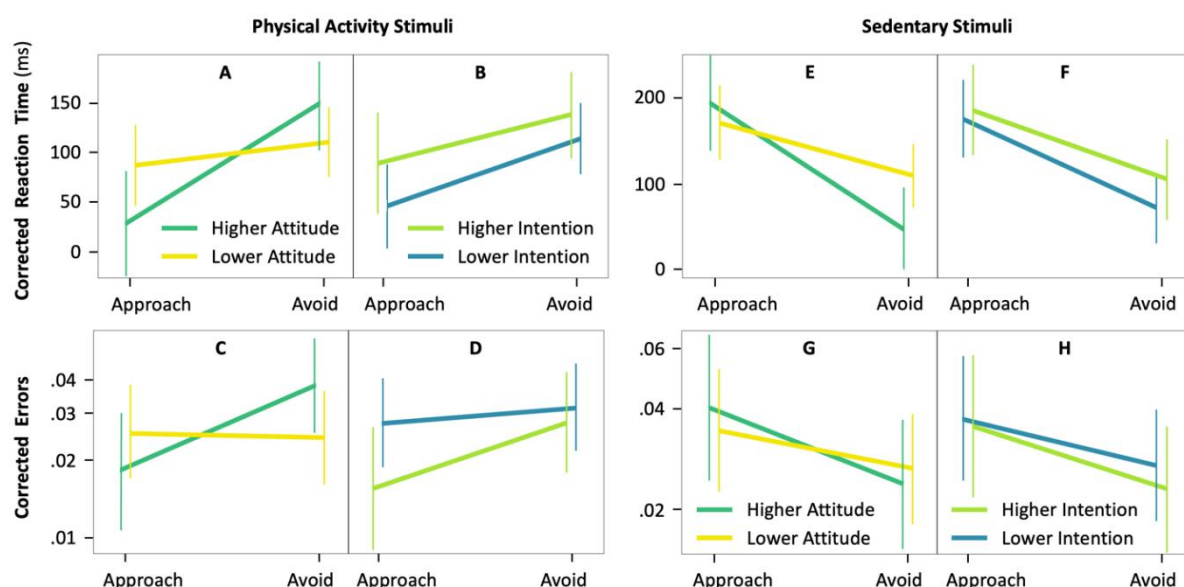 Physical Activity Stimuli
Sedentary Stimuli
Corrected Reaction Time (ms)
A
B
E
F
150
100
50
0
200
100
0
Higher Attitude
Lower Attitude
Higher Intention
Lower Intention
Approach
Avoid
Approach
Avoid
Approach
Avoid
Approach
Avoid
Corrected Errors
C
D
G
H
.04
.03
.02
.01
.06
.04
.02
Higher Attitude
Lower Attitude
Higher Intention
Lower Intention
Approach
Avoid
Approach
Avoid
Approach
Avoid
Approach
Avoid